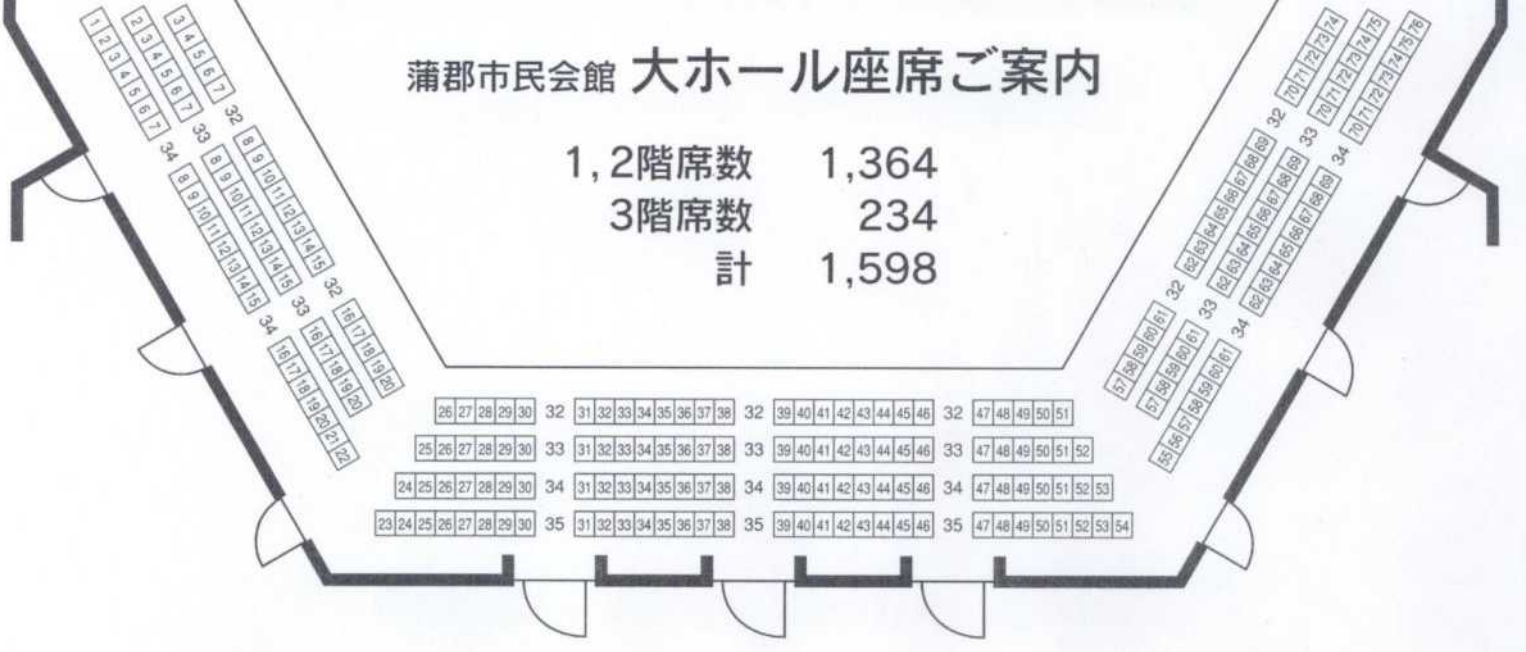 蒲郡市民会館 大ホール座席ご案内
1,2階席数 1,364
3階席数 234
計 1,598
3 4 5 6 7 32 8 9 10 11 12 13 14 15 32 16 17 18 19 20
2 3 4 5 6 7 33 8 9 10 11 12 13 14 15 33 16 17 18 19 20
1 2 3 4 5 6 7 34 8 9 10 11 12 13 14 15 34 16 17 18 19 20 21 22
26 27 28 29 30 32 31 32 33 34 35 36 37 38 32 39 40 41 42 43 44 45 46 32 47 48 49 50 51
25 26 27 28 29 30 33 31 32 33 34 35 36 37 38 33 39 40 41 42 43 44 45 46 33 47 48 49 50 51 52
24 25 26 27 28 29 30 34 31 32 33 34 35 36 37 38 34 39 40 41 42 43 44 45 46 34 47 48 49 50 51 52 53
23 24 25 26 27 28 29 30 35 31 32 33 34 35 36 37 38 35 39 40 41 42 43 44 45 46 35 47 48 49 50 51 52 53 54
57 58 59 60 61 32 62 63 64 65 66 67 68 69 32 70 71 72 73 74
57 58 59 60 61 33 62 63 64 65 66 67 68 69 33 70 71 72 73 74 75
55 56 57 58 59 60 61 34 62 63 64 65 66 67 68 69 34 70 71 72 73 74 75 76